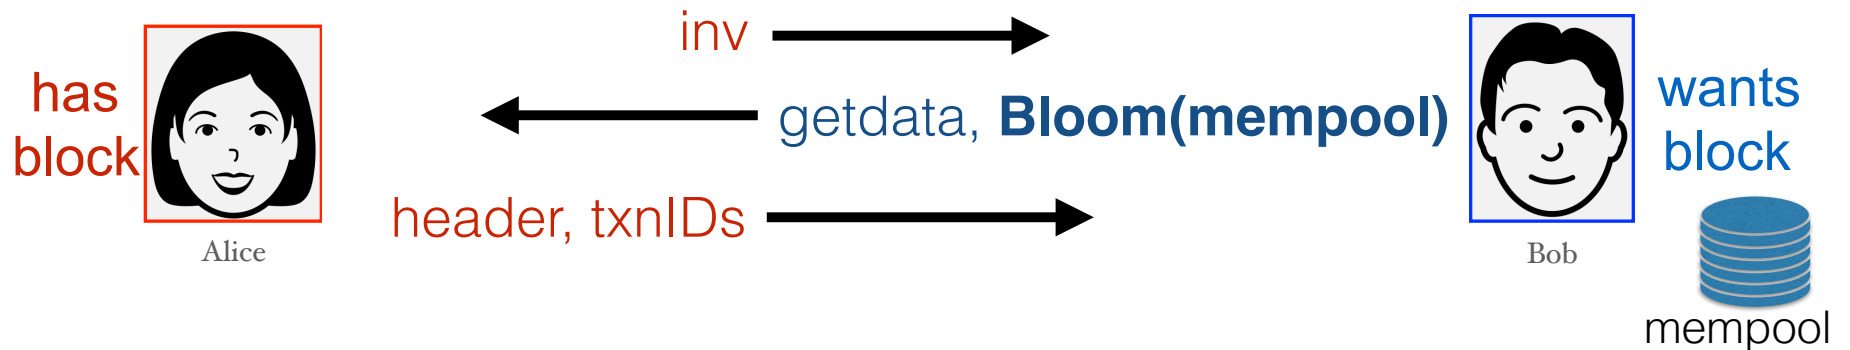 inv
has
block
getdata, Bloom(mempool)
wants
block
header, txnIDs
Alice
Bob
mempool